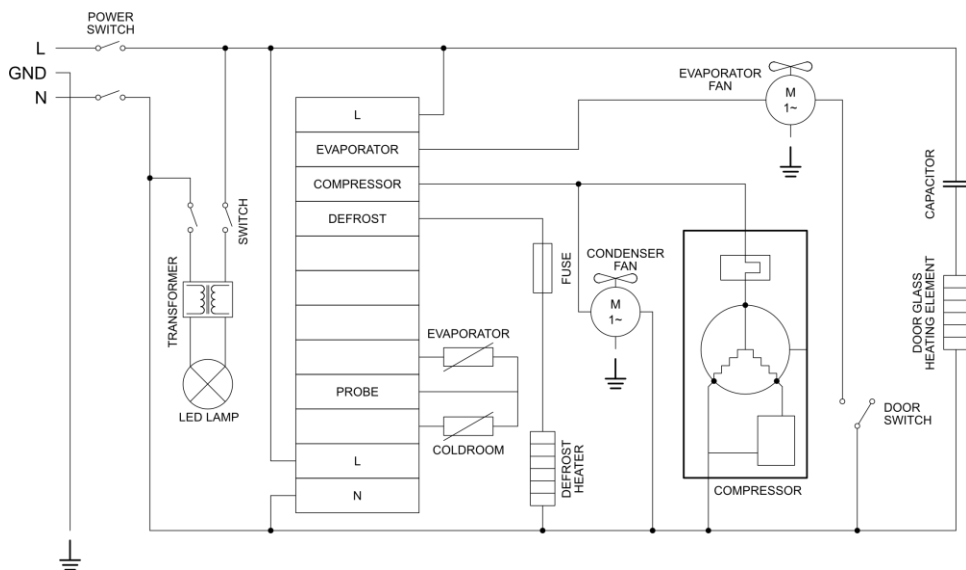 POWER
SWITCH
L
GND
N
SWITCH
TRANSFORMER
LED LAMP
L
EVAPORATOR
COMPRESSOR
DEFROST
PROBE
L
N
EVAPORATOR
COLDROOM
FUSE
DEFROST
HEATER
CONDENSER
FAN
M
1~
EVAPORATOR
FAN
M
1~
COMPRESSOR
DOOR
SWITCH
CAPACITOR
DOOR GLASS
HEATING ELEMENT